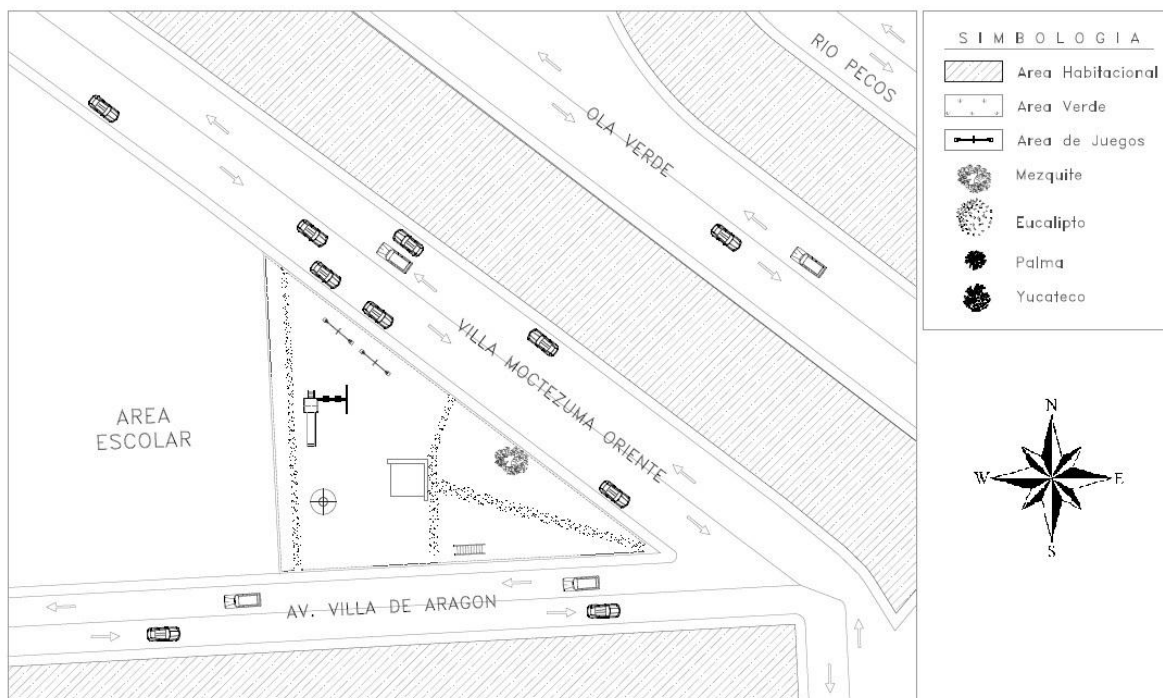 RIO PECOS
OLA VERDE
VILLA MOCTEZUMA ORIENTE
AREA
ESCOLAR
AV. VILLA DE ARAGON
SIMBOLOGIA
Area Habitacional
Area Verde
Area de Juegos
Mezquite
Eucalipto
Palma
Yucateco
N
W
E
S